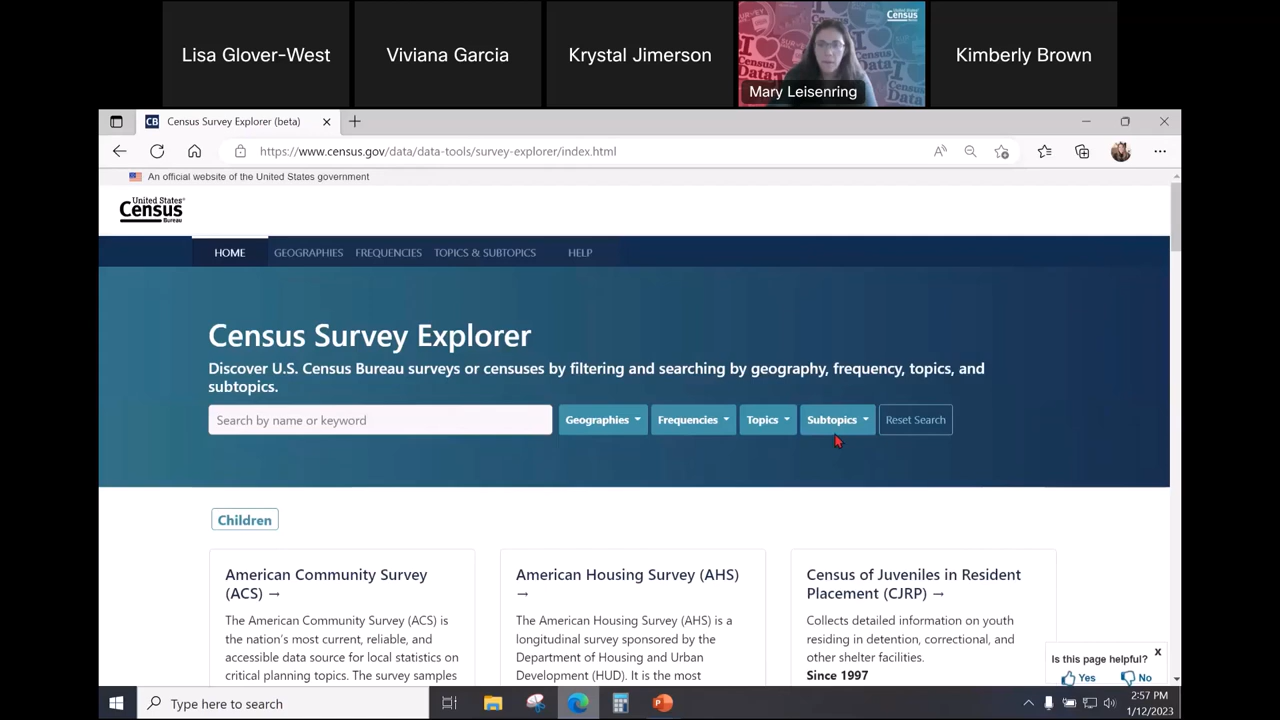 Lisa Glover-West
Viviana Garcia
Krystal Jimerson
United States®
Census
Bureau
Mary Leisenring
Kimberly Brown
CB Census Survey Explorer (beta)
https://www.census.gov/data/data-tools/survey-explorer/index.html
An official website of the United States government
United States®
Census
Bureau
HOME GEOGRAPHIES FREQUENCIES TOPICS & SUBTOPICS HELP
Census Survey Explorer
Discover U.S. Census Bureau surveys or censuses by filtering and searching by geography, frequency, topics, and
subtopics.
Search by name or keyword Geographies Frequencies Topics Subtopics Reset Search
Children
American Community Survey
(ACS) →
The American Community Survey (ACS) is
the nation's most current, reliable, and
accessible data source for local statistics on
critical planning topics. The survey samples
American Housing Survey (AHS)
→
The American Housing Survey (AHS) is a
longitudinal survey sponsored by the
Department of Housing and Urban
Development (HUD). It is the most
Census of Juveniles in Resident
Placement (CJRP) →
Collects detailed information on youth
residing in detention, correctional, and
other shelter facilities.
Since 1997
Is this page helpful? X
Yes No
Type here to search
2:57 PM
1/12/2023